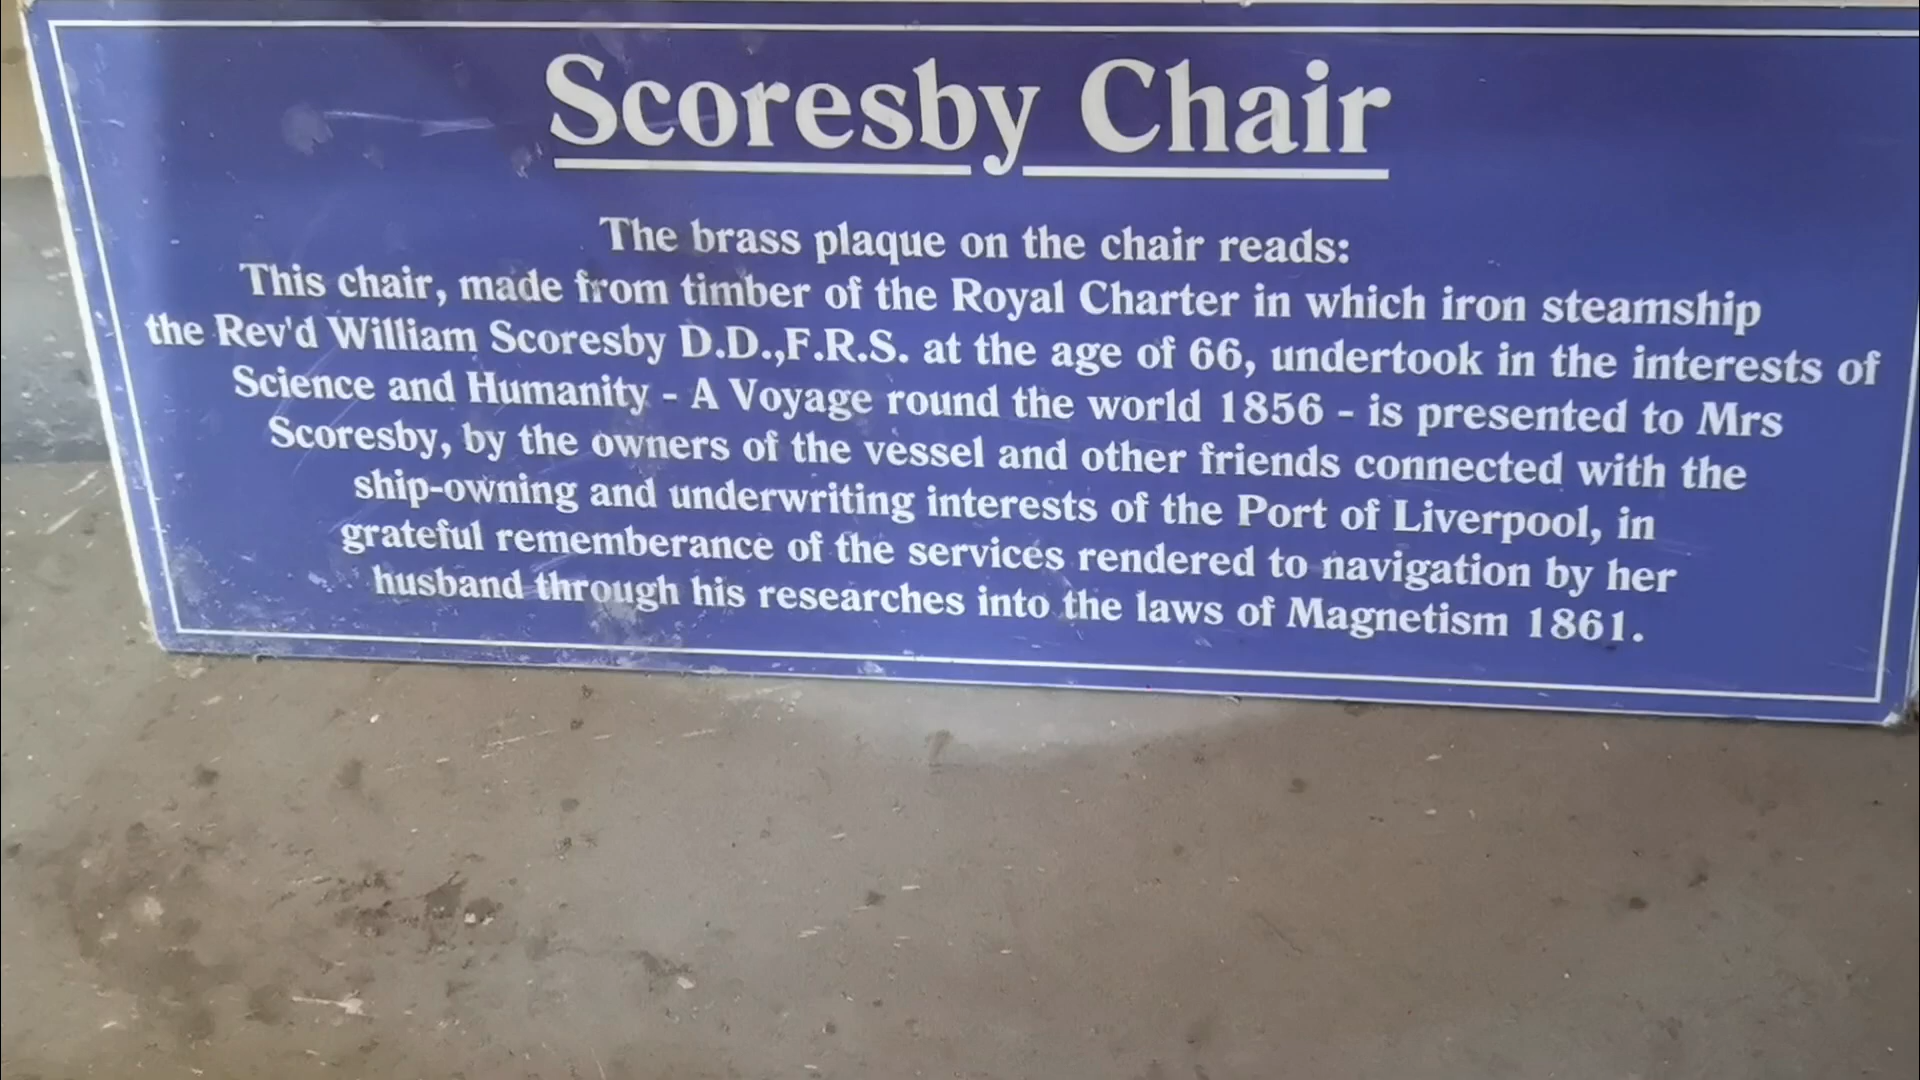 Scoresby Chair
The brass plaque on the chair reads:
This chair, made from timber of the Royal Charter in which iron steamship
the Rev'd William Scoresby D.D.,F.R.S. at the age of 66, undertook in the interests of
Science and Humanity - A Voyage round the world 1856 - is presented to Mrs
Scoresby, by the owners of the vessel and other friends connected with the
ship-owning and underwriting interests of the Port of Liverpool, in
grateful rememberance of the services rendered to navigation by her
husband through his researches into the laws of Magnetism 1861.